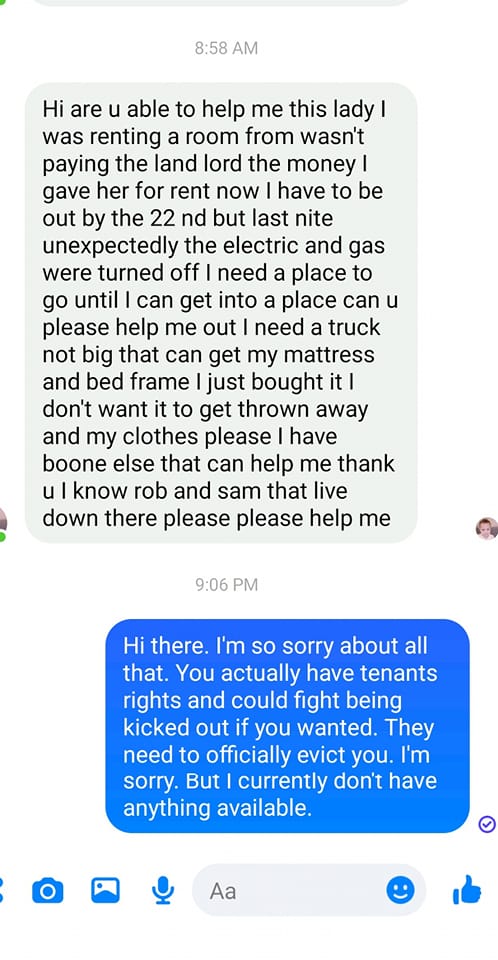 8:58 AM
Hi are u able to help me this lady I
was renting a room from wasn't
paying the land lord the money I
gave her for rent now I have to be
out by the 22 nd but last nite
unexpectedly the electric and gas
were turned off I need a place to
go until I can get into a place can u
please help me out I need a truck
not big that can get my mattress
and bed frame I just bought it I
don't want it to get thrown away
and my clothes please I have
boone else that can help me thank
u I know rob and sam that live
down there please please help me
9:06 PM
Hi there. I'm so sorry about all
that. You actually have tenants
rights and could fight being
kicked out if you wanted. They
need to officially evict you. I'm
sorry. But I currently don't have
anything available.
Aa